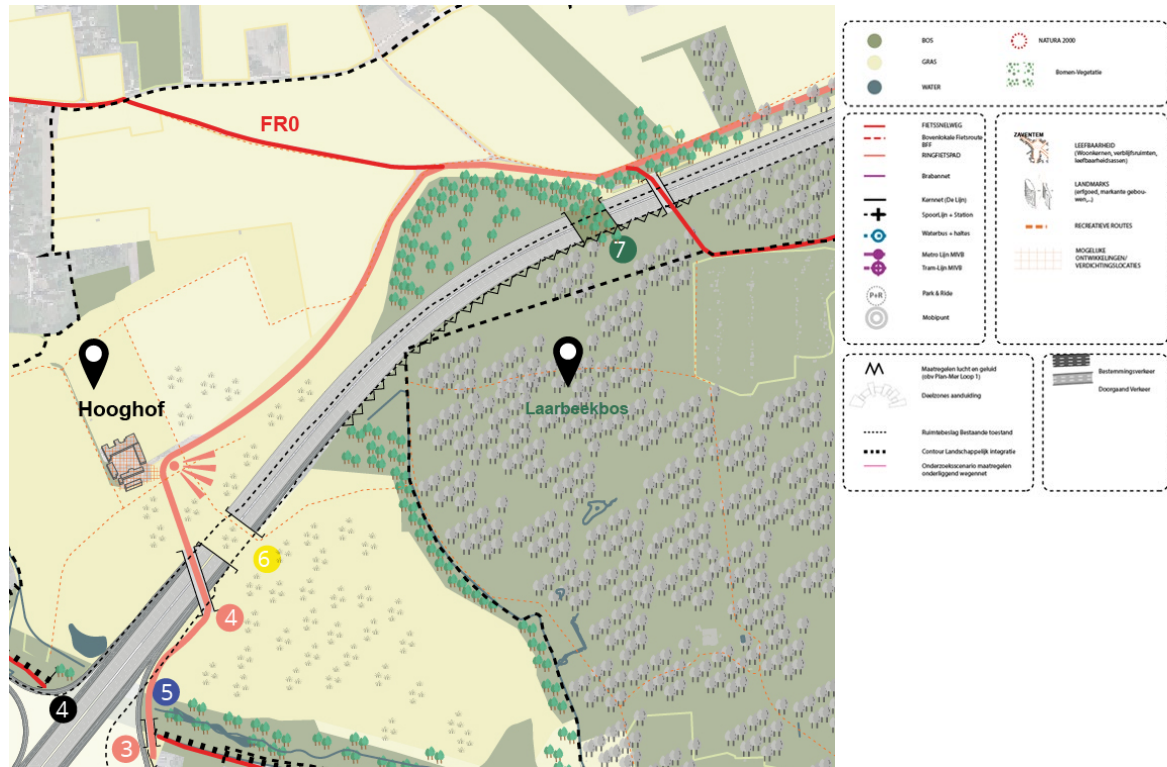 FR0
7
Hooghof
Laarbeekbos
6
4
5
4
3
BOS
GRAS
WATER
NATURA 2000
Bomen-Vegetatie
FIETSSNELWEG
Bovenlokale Fietsroute
BFF
RINGFIETSPAD
Brabannet
Kernnet (De Lijn)
SpoorLijn + Station
Waterbus + haltes
Metro Lijn MIVB
Tram-Lijn MIVB
P+R
Park & Ride
Mobipunt
ZAVENTEM
LEEFBAARHEID
(Woonkernen, verblijfsruimten,
leefbaarheidsassen)
LANDMARKS
(erfgoed, markante gebou-
wen,..)
RECREATIEVE ROUTES
MOGELIJKE
ONTWIKKELINGEN/
VERDICHTINGSLOCATIES
Maatregelen lucht en geluid
(obv Plan-Mer Loop 1)
Deelzones aanduiding
Ruimtebeslag Bestaande toestand
Contour Landschappelijk integratie
Onderzoeksscenario maatregelen
onderliggend wegennet
Bestemmingsverkeer
Doorgaand Verkeer